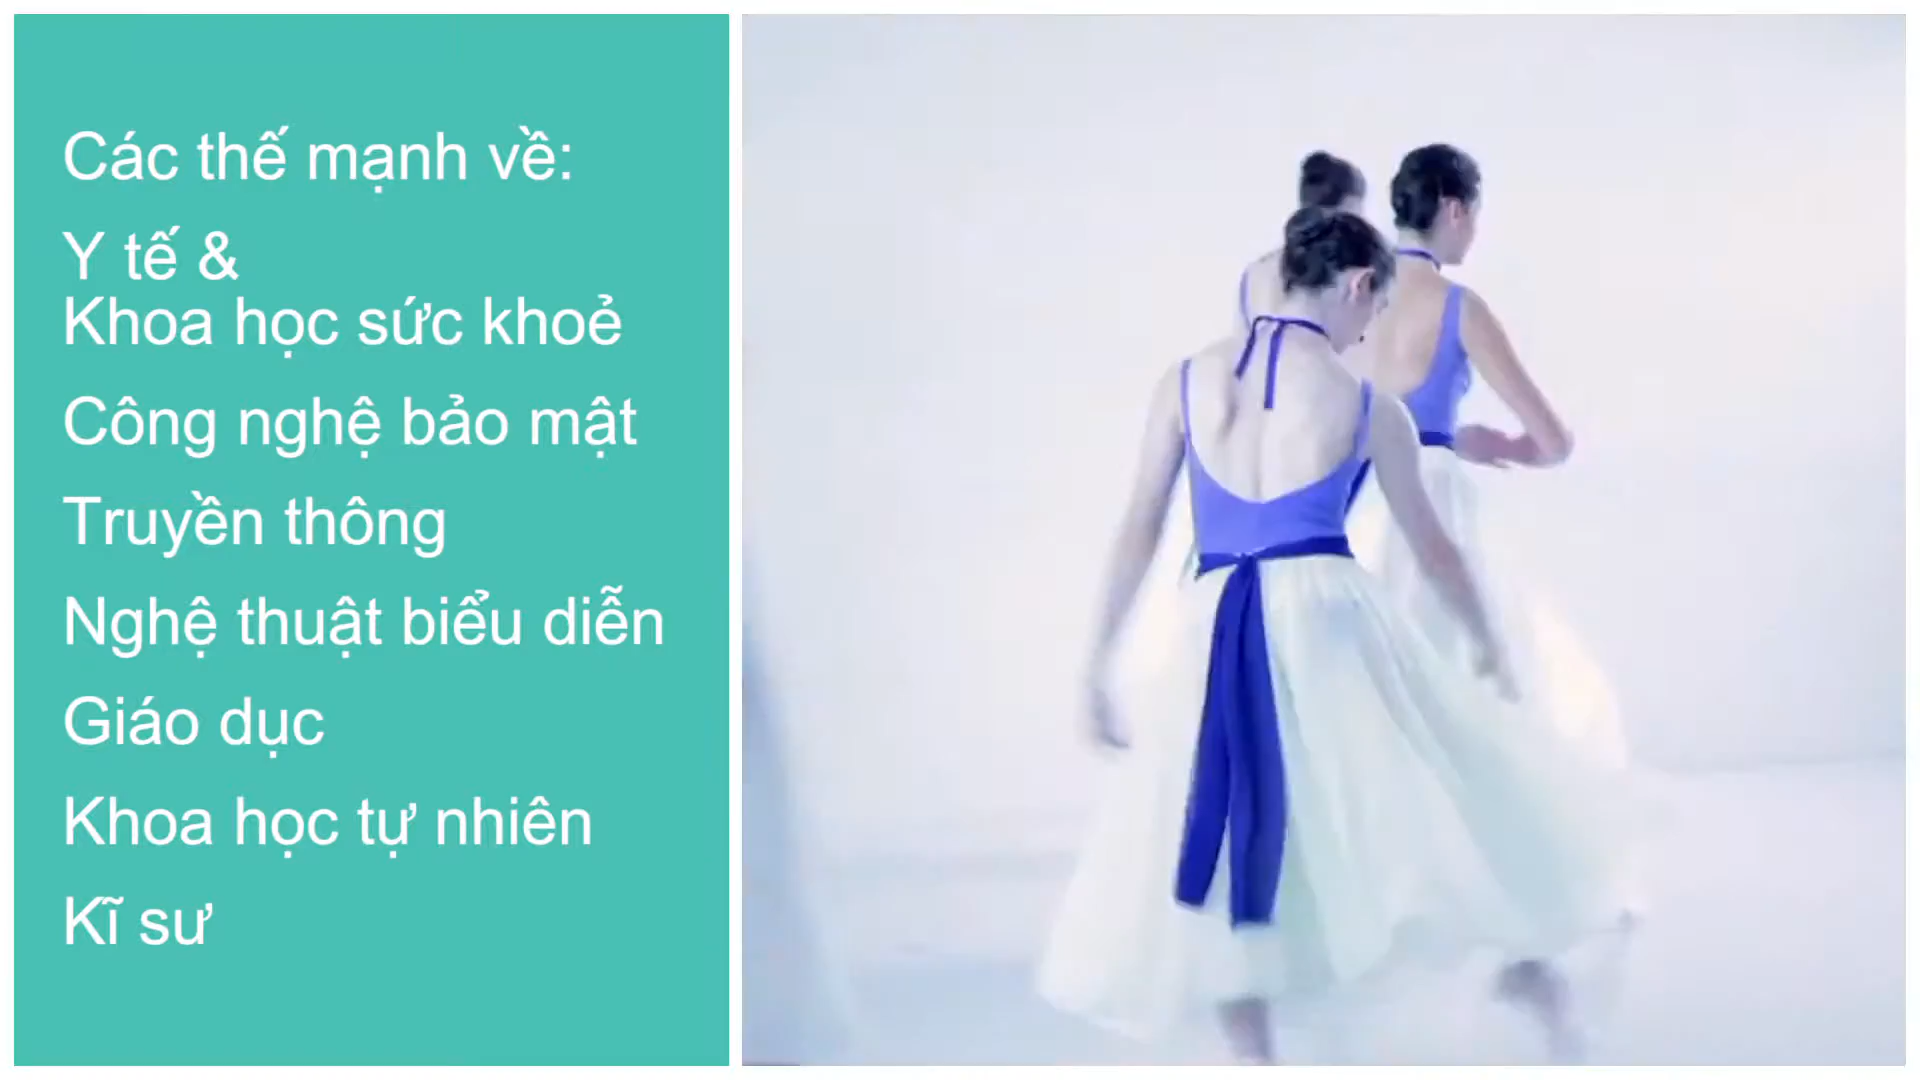 Các thế mạnh về:
Y tế &
Khoa học sức khoẻ
Công nghệ bảo mật
Truyền thông
Nghệ thuật biểu diễn
Giáo dục
Khoa học tự nhiên
Kĩ sư